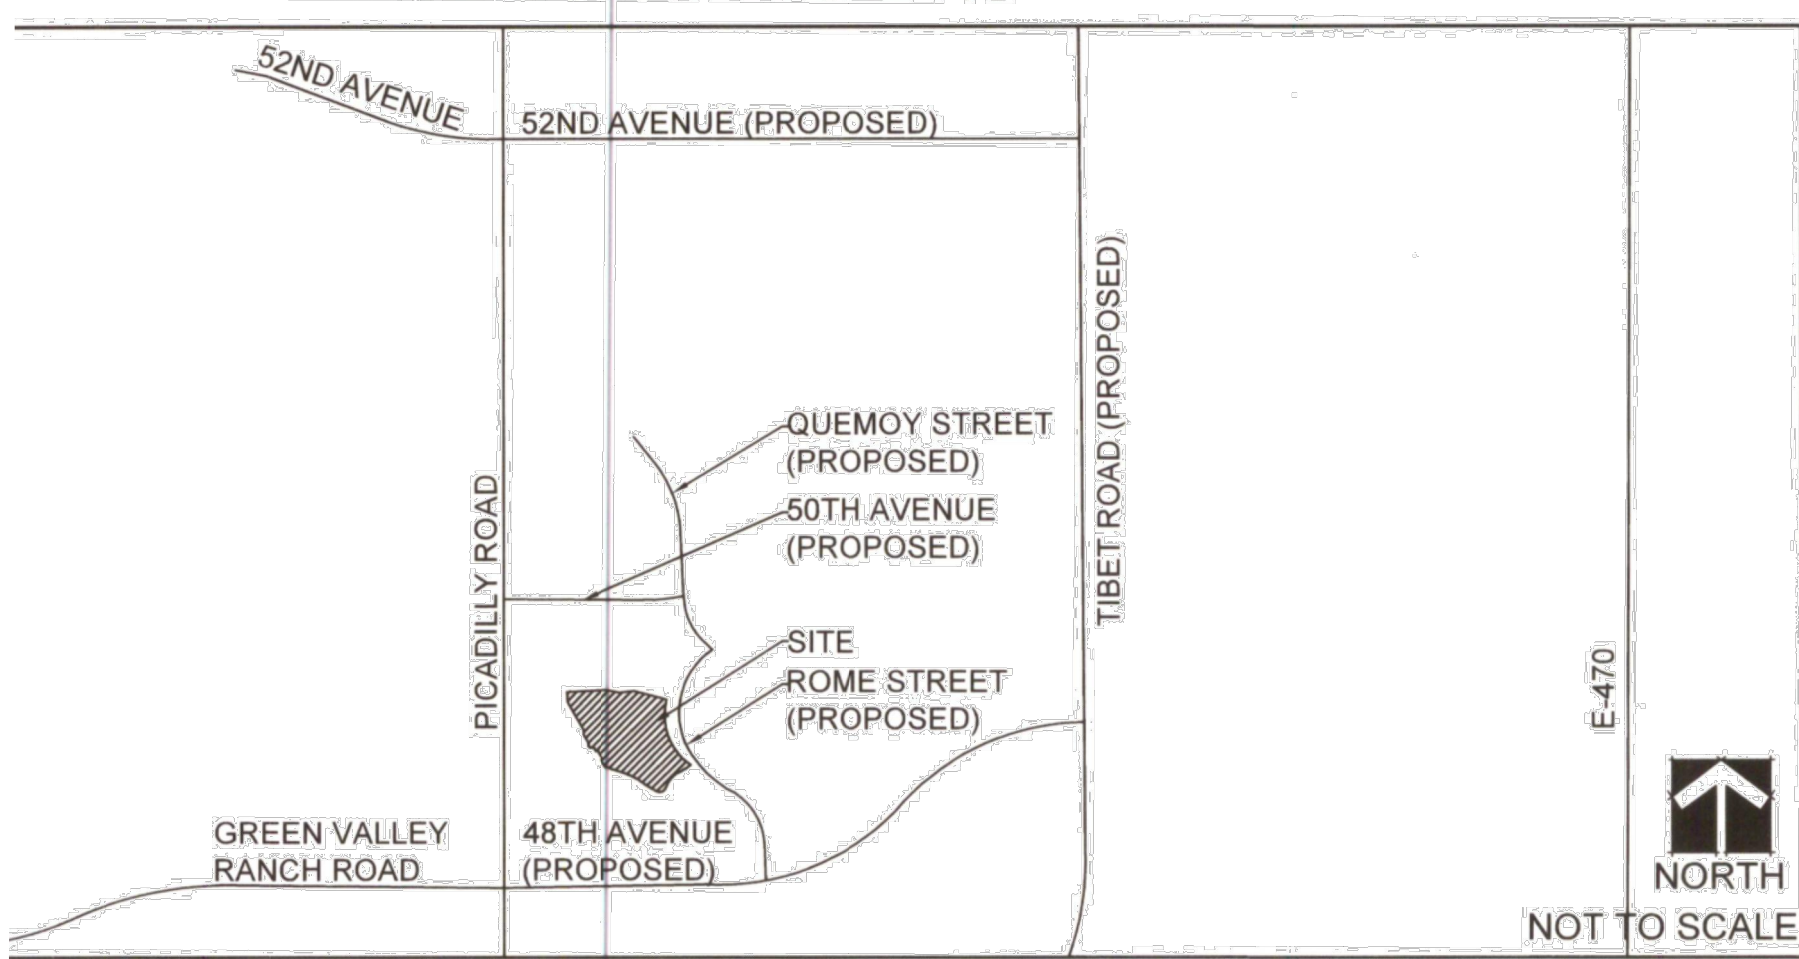 52ND AVENUE
52ND AVENUE (PROPOSED)
TIBET ROAD (PROPOSED)
QUEMOY STREET
(PROPOSED)
50TH AVENUE
(PROPOSED)
PICADILLY ROAD
SITE
ROME STREET
(PROPOSED)
E-470
GREEN VALLEY
RANCH ROAD
48TH AVENUE
(PROPOSED)
NORTH
NOT TO SCALE